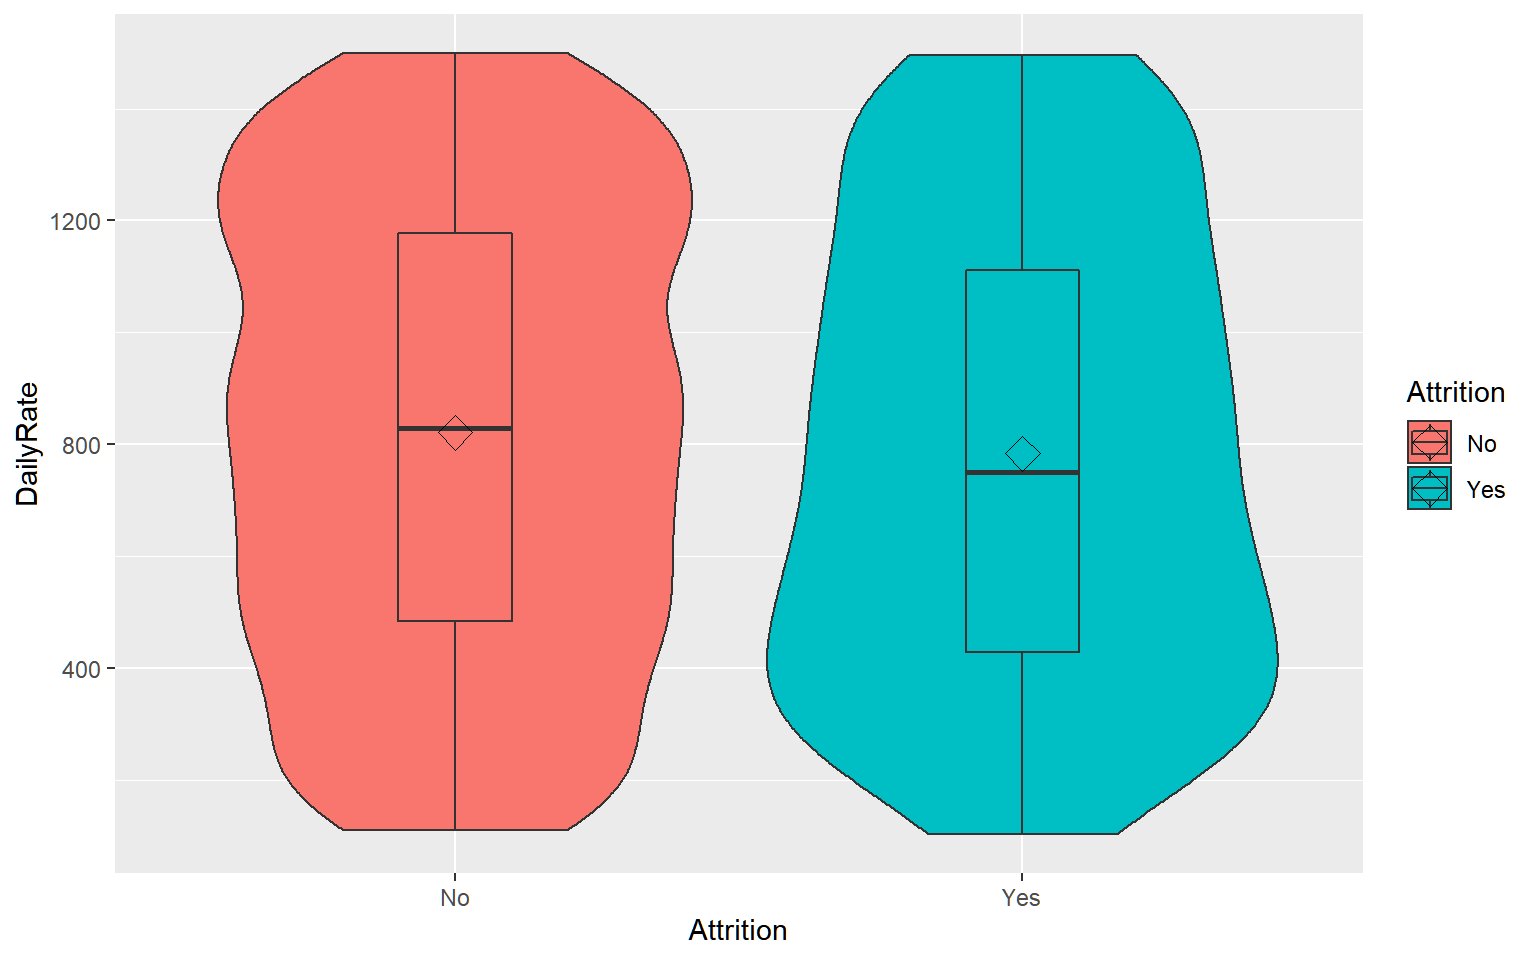 DailyRate
1200
800
400
No
Yes
Attrition
Attrition
No
Yes